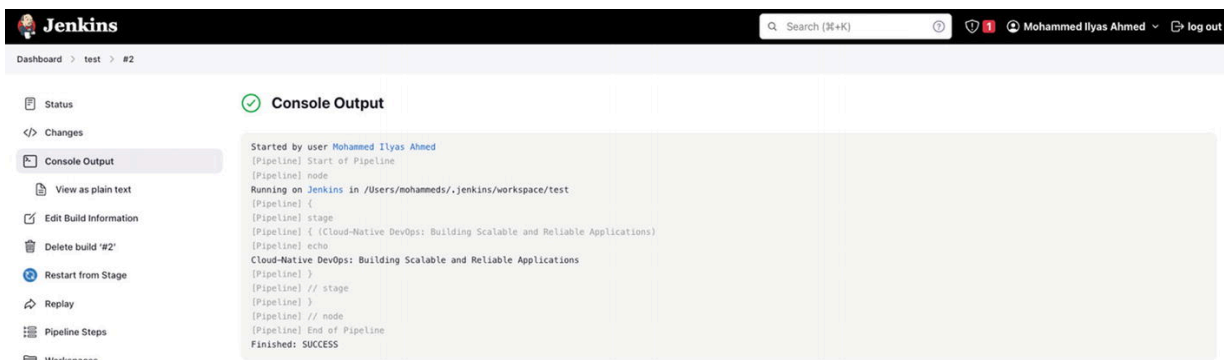 Jenkins
Search (⌘+K)
1
Mohammed Ilyas Ahmed
log out
Dashboard > test > #2
Status
Changes
Console Output
View as plain text
Edit Build Information
Delete build '#2'
Restart from Stage
Replay
Pipeline Steps
Workspaces
Console Output
Started by user Mohammed Ilyas Ahmed
[Pipeline] Start of Pipeline
[Pipeline] node
Running on Jenkins in /Users/mohammeds/.jenkins/workspace/test
[Pipeline] {
[Pipeline] stage
[Pipeline] { (Cloud-Native DevOps: Building Scalable and Reliable Applications)
[Pipeline] echo
Cloud-Native DevOps: Building Scalable and Reliable Applications
[Pipeline] }
[Pipeline] // stage
[Pipeline] }
[Pipeline] // node
[Pipeline] End of Pipeline
Finished: SUCCESS